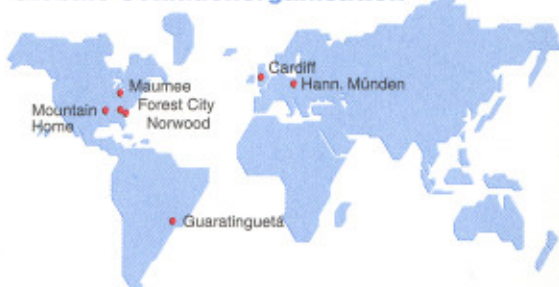 Cardiff
Maumee
Hann. Münden
Mountain
Home
Forest City
Norwood
Guaratinguetá